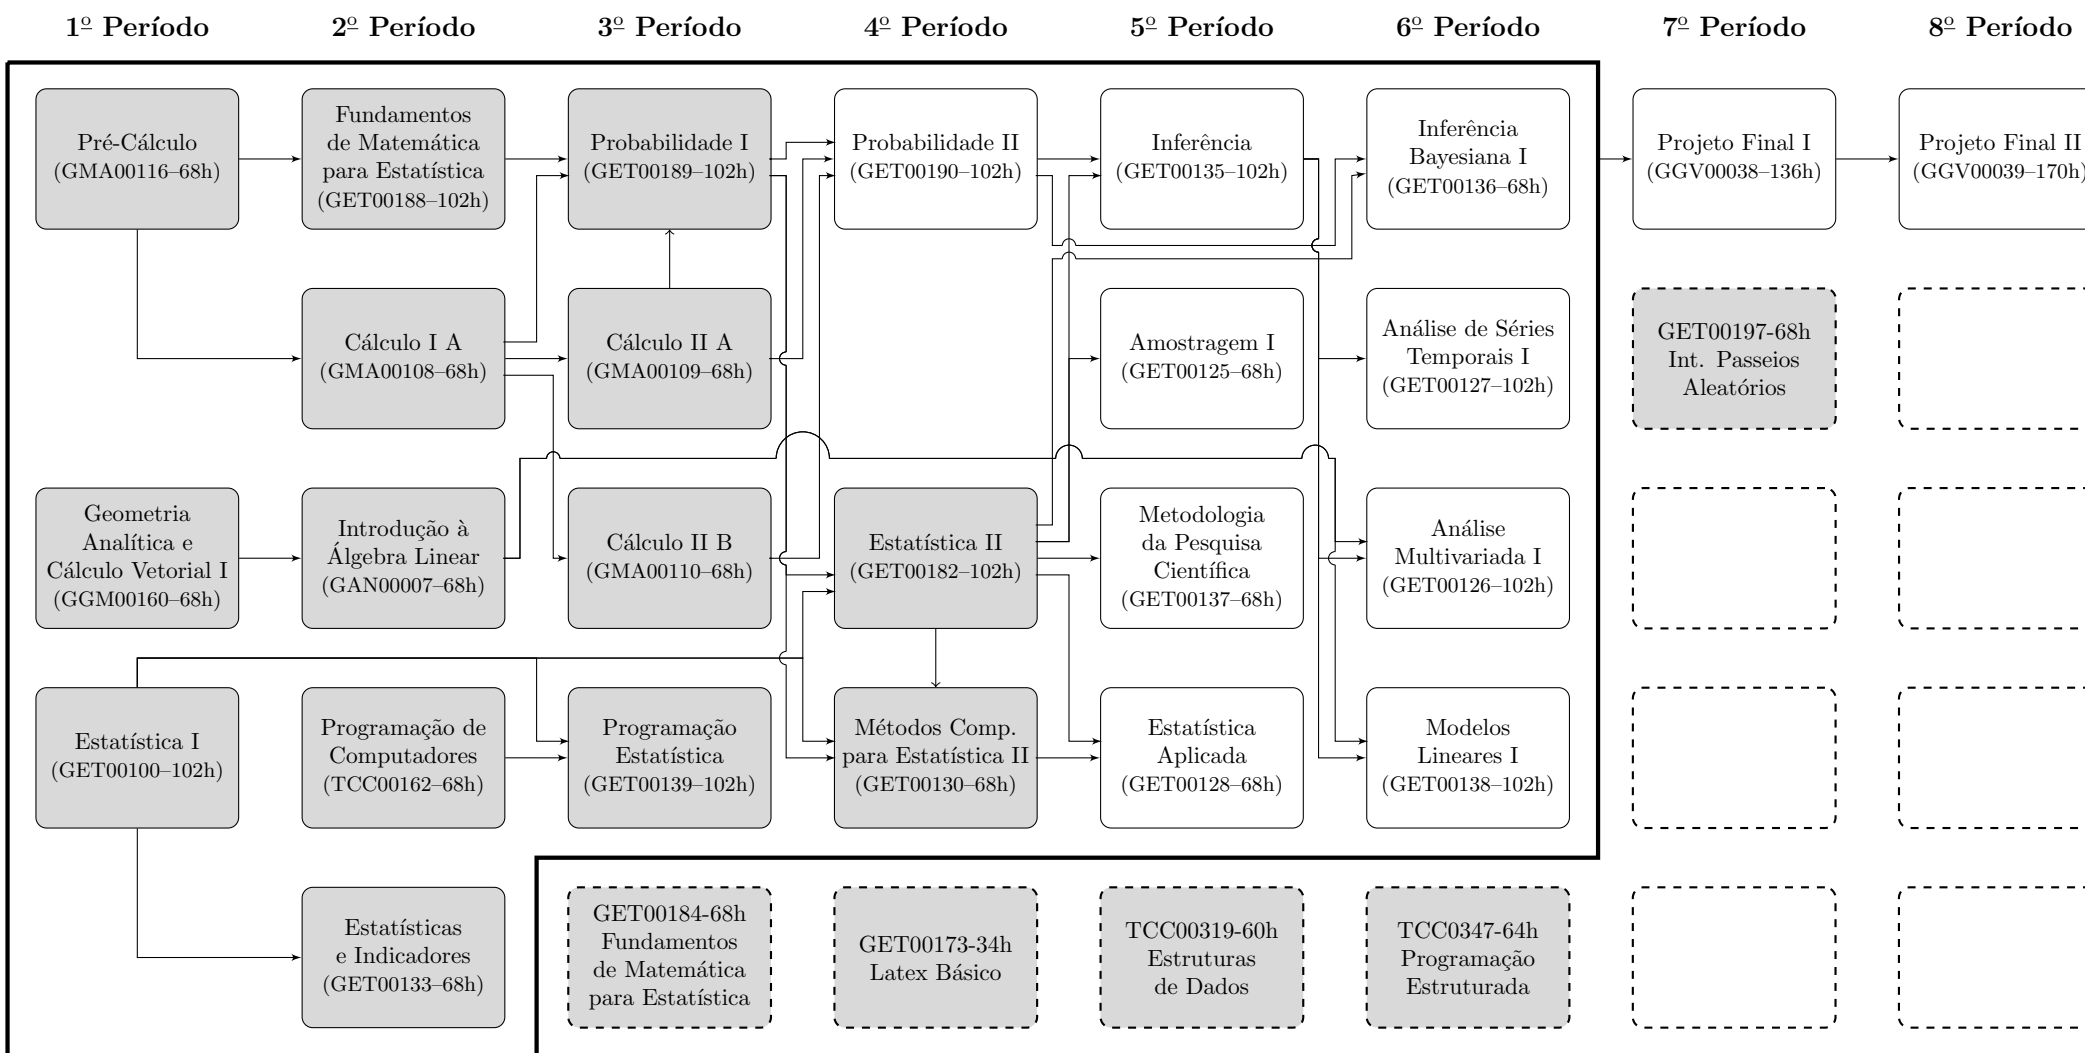 1º Período
2º Período
3º Período
4º Período
5º Período
6º Período
7º Período
8º Período
Pré-Cálculo
(GMA00116–68h)
Fundamentos
de Matemática
para Estatística
(GET00188–102h)
Probabilidade I
(GET00189–102h)
Probabilidade II
(GET00190–102h)
Inferência
(GET00135–102h)
Inferência
Bayesiana I
(GET00136–68h)
Projeto Final I
(GGV00038–136h)
Projeto Final II
(GGV00039–170h)
Cálculo I A
(GMA00108–68h)
Cálculo II A
(GMA00109–68h)
Amostragem I
(GET00125–68h)
Análise de Séries
Temporais I
(GET00127–102h)
GET00197-68h
Int. Passeios
Aleatórios
Geometria
Analítica e
Cálculo Vetorial I
(GGM00160–68h)
Introdução à
Álgebra Linear
(GAN00007–68h)
Cálculo II B
(GMA00110–68h)
Estatística II
(GET00182–102h)
Metodologia
da Pesquisa
Científica
(GET00137–68h)
Análise
Multivariada I
(GET00126–102h)
Estatística I
(GET00100–102h)
Programação de
Computadores
(TCC00162–68h)
Programação
Estatística
(GET00139–102h)
Métodos Comp.
para Estatística II
(GET00130–68h)
Estatística
Aplicada
(GET00128–68h)
Modelos
Lineares I
(GET00138–102h)
Estatísticas
e Indicadores
(GET00133–68h)
GET00184-68h
Fundamentos
de Matemática
para Estatística
GET00173-34h
Latex Básico
TCC00319-60h
Estruturas
de Dados
TCC0347-64h
Programação
Estruturada